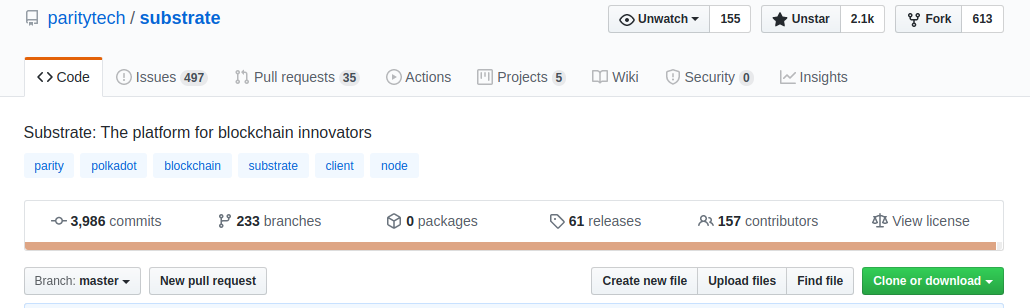 paritytech / substrate Unwatch 155 Unstar 2.1k Fork 613
Code Issues 497 Pull requests 35 Actions Projects 5 Wiki Security 0 Insights
Substrate: The platform for blockchain innovators
parity polkadot blockchain substrate client node
3,986 commits 233 branches 0 packages 61 releases 157 contributors View license
Branch: master New pull request Create new file Upload files Find file Clone or download